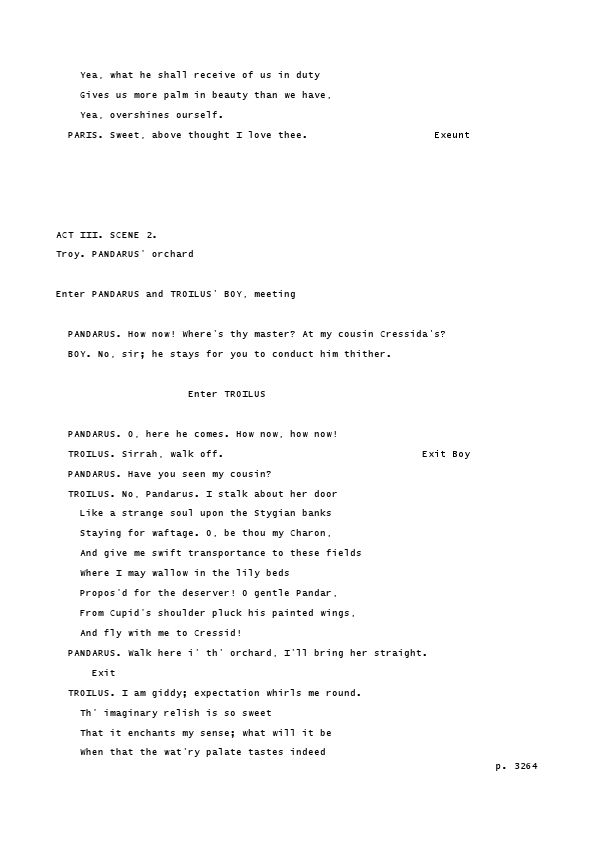 Yea, what he shall receive of us in duty
Gives us more palm in beauty than we have,
Yea, overshines ourself.
PARIS. Sweet, above thought I love thee. Exeunt
ACT III. SCENE 2.
Troy. PANDARUS' orchard
Enter PANDARUS and TROILUS' BOY, meeting
PANDARUS. How now! Where's thy master? At my cousin Cressida's?
BOY. No, sir; he stays for you to conduct him thither.
Enter TROILUS
PANDARUS. O, here he comes. How now, how now!
TROILUS. Sirrah, walk off. Exit Boy
PANDARUS. Have you seen my cousin?
TROILUS. No, Pandarus. I stalk about her door
Like a strange soul upon the Stygian banks
Staying for waftage. O, be thou my Charon,
And give me swift transportance to these fields
Where I may wallow in the lily beds
Propos'd for the deserver! O gentle Pandar,
From Cupid's shoulder pluck his painted wings,
And fly with me to Cressid!
PANDARUS. Walk here i' th' orchard, I'll bring her straight.
Exit
TROILUS. I am giddy; expectation whirls me round.
Th' imaginary relish is so sweet
That it enchants my sense; what will it be
When that the wat'ry palate tastes indeed
p. 3264